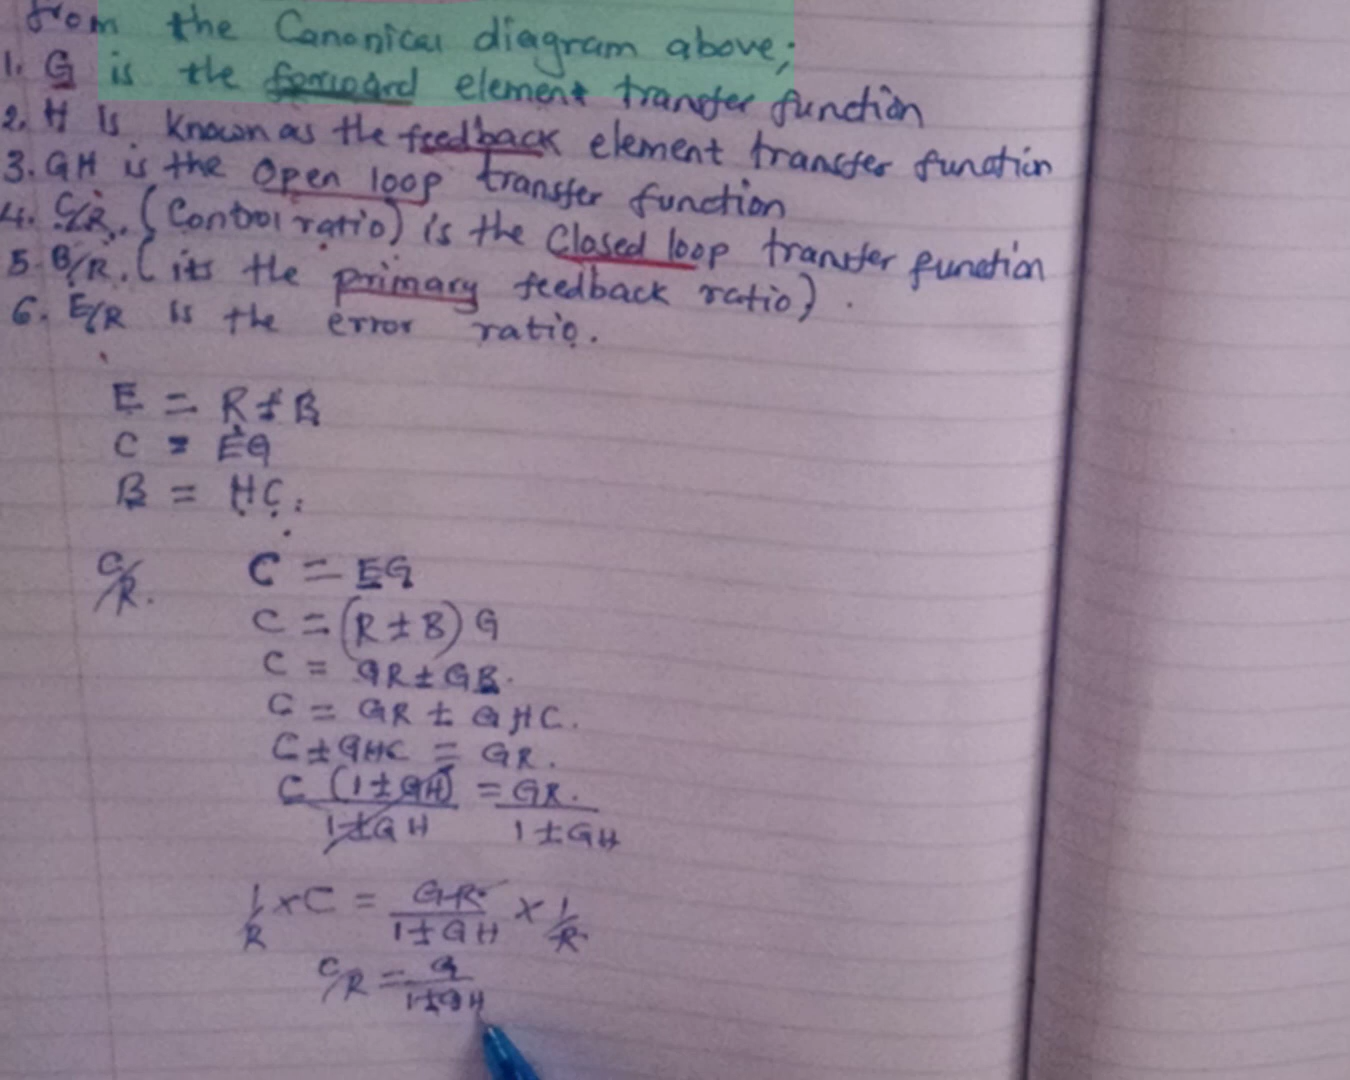 from the Canonical diagram above;
1. G is the forward element transfer function
2. H is known as the feedback element transfer function
3. GH is the open loop transfer function
4. C/R. (Control ratio) is the Closed loop transfer function
5. B/R. (its the primary feedback ratio).
6. E/R is the error ratio.
E = R ± B
C = EG
B = HC.
C/R. C = EG
C = (R ± B) G
C = GR ± GB.
C = GR ± GHC.
C ± GHC = GR.
C (1 ± GH) = GR.
1 ± GH 1 ± GH
1/R × C = GR / 1 ± GH × 1/R.
C/R = G / 1 ± GH